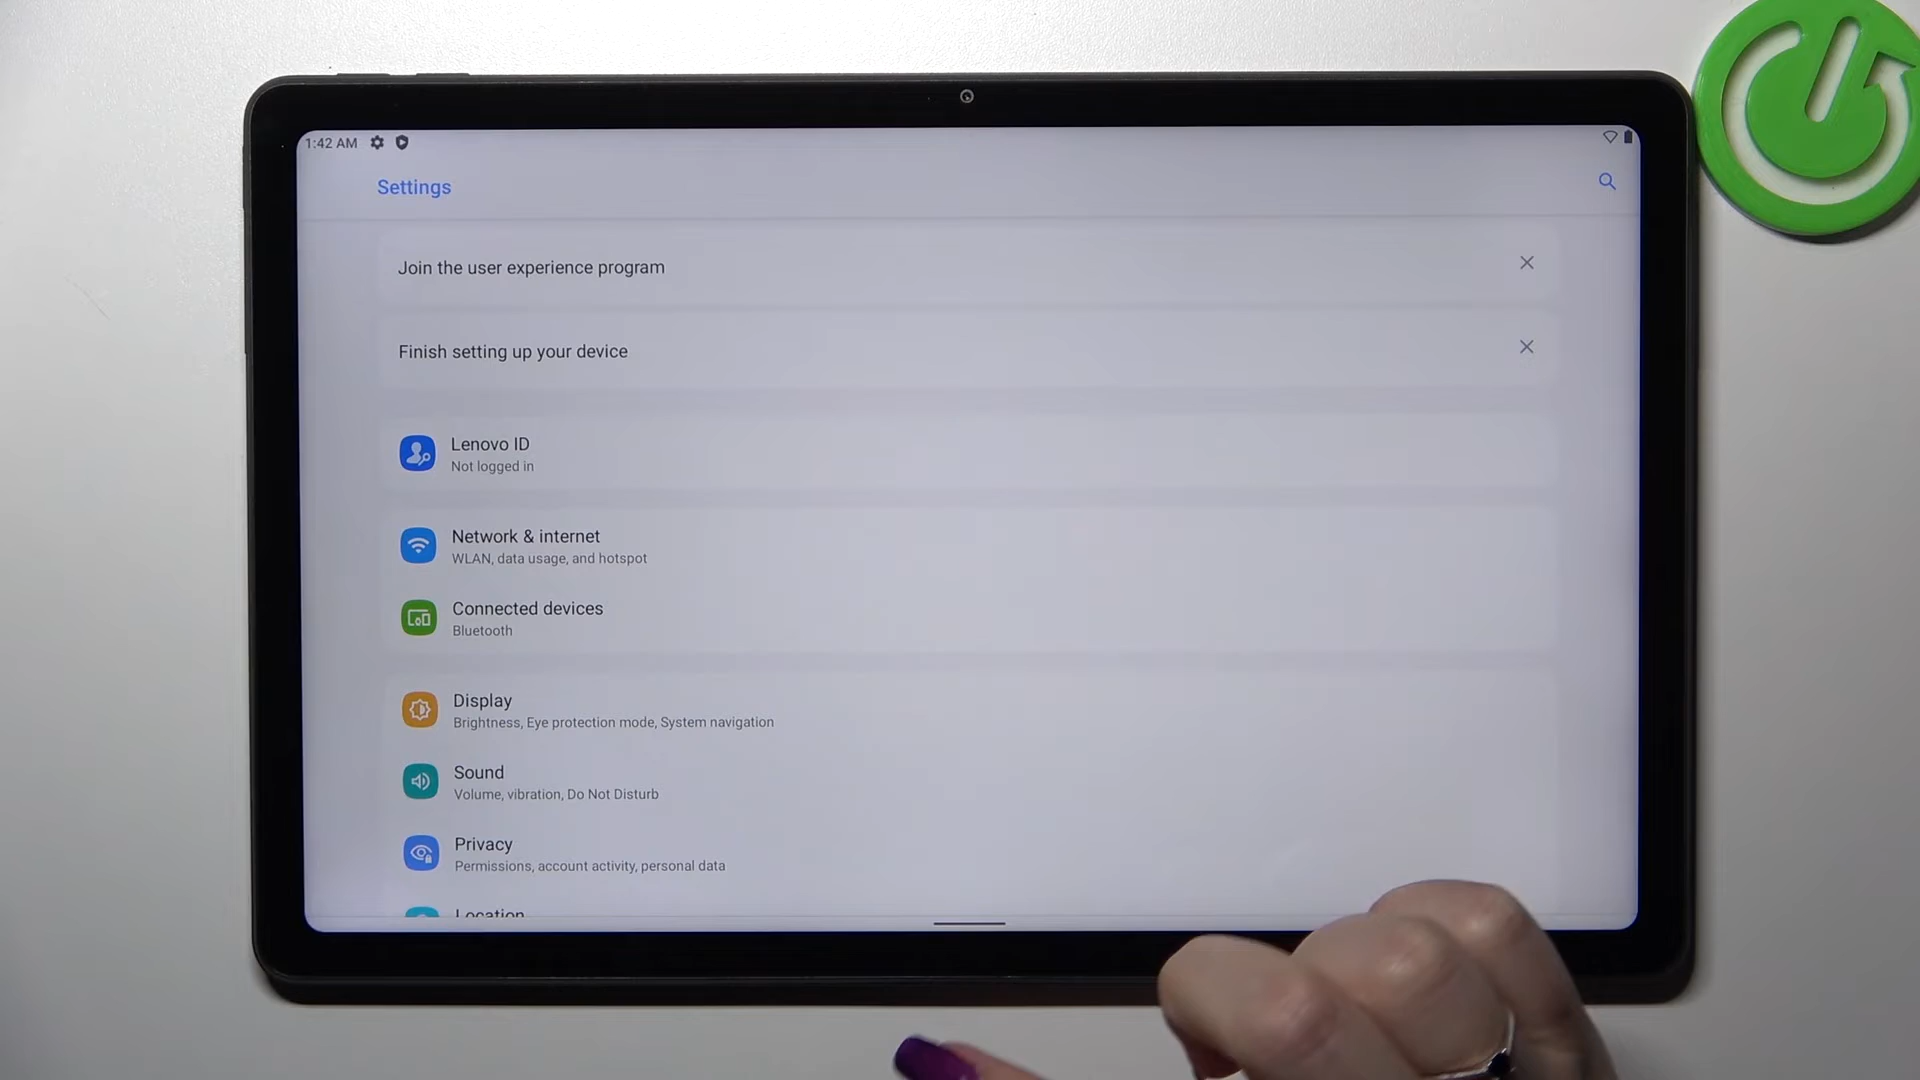 1:42 AM
Settings
Join the user experience program
Finish setting up your device
Lenovo ID
Not logged in
Network & internet
WLAN, data usage, and hotspot
Connected devices
Bluetooth
Display
Brightness, Eye protection mode, System navigation
Sound
Volume, vibration, Do Not Disturb
Privacy
Permissions, account activity, personal data
Location